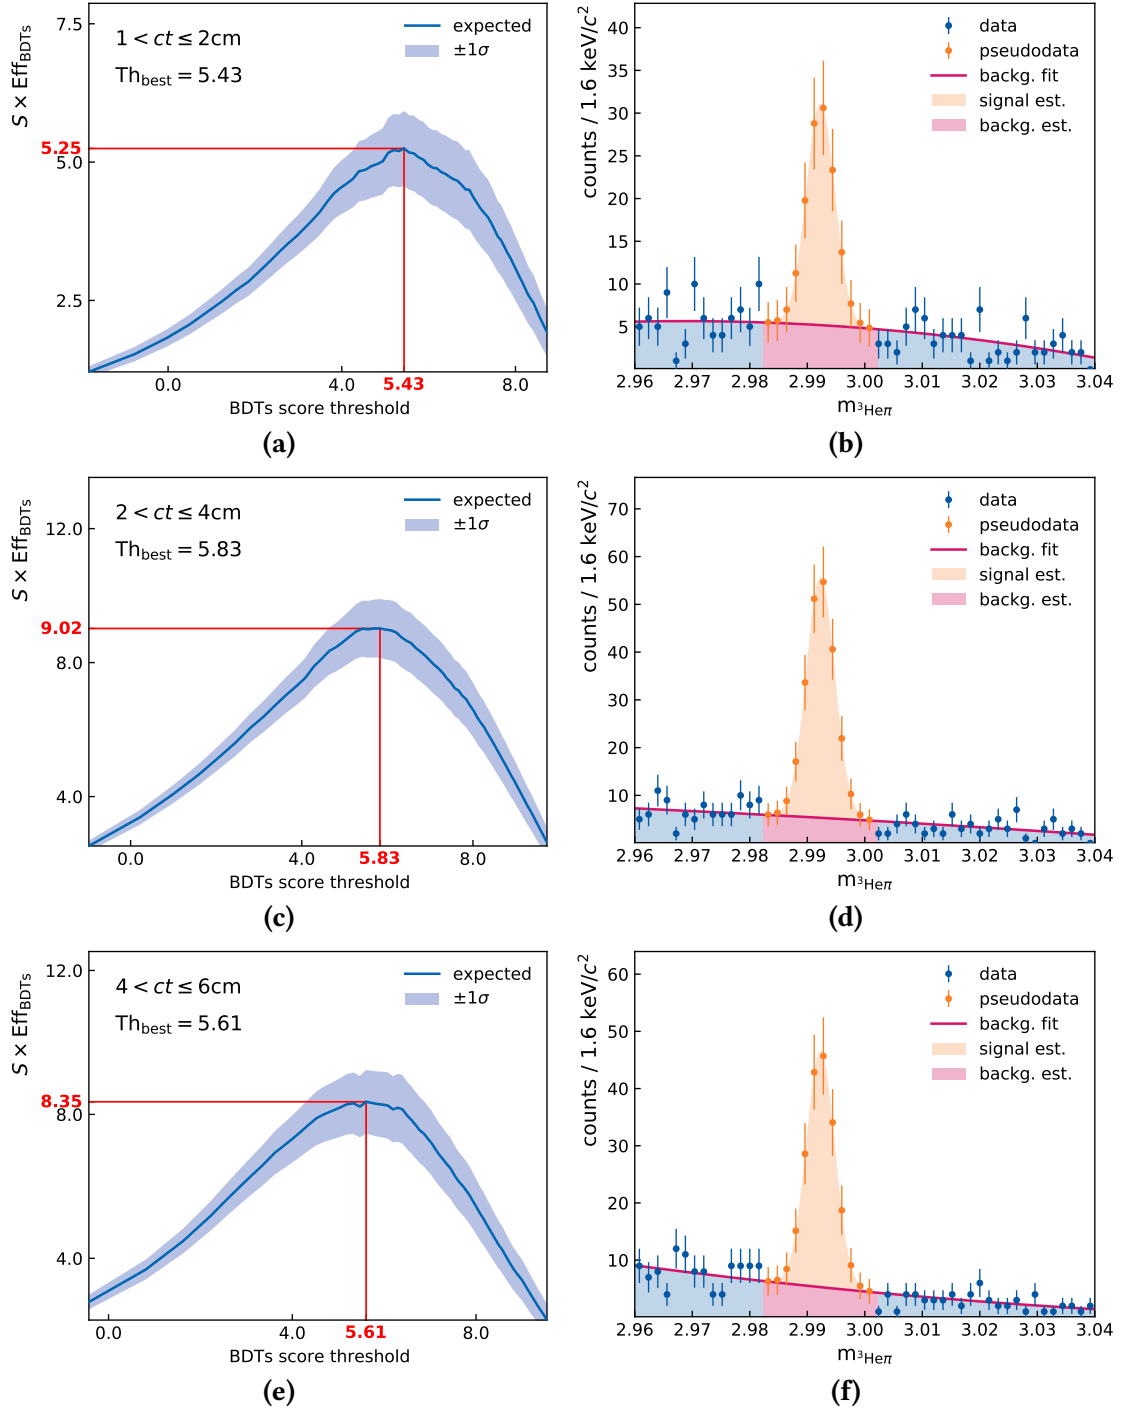 S × Eff_BDTs
7.5
5.25
5.0
2.5
1 < ct ≤ 2cm
Th_best = 5.43
expected
±1σ
0.0 4.0 5.43 8.0
BDTs score threshold
(a)
counts / 1.6 keV/c²
40
35
30
25
20
15
10
5
data
pseudodata
backg. fit
signal est.
backg. est.
2.96 2.97 2.98 2.99 3.00 3.01 3.02 3.03 3.04
m_³Heπ
(b)
S × Eff_BDTs
12.0
9.02
8.0
4.0
2 < ct ≤ 4cm
Th_best = 5.83
expected
±1σ
0.0 4.0 5.83 8.0
BDTs score threshold
(c)
counts / 1.6 keV/c²
70
60
50
40
30
20
10
data
pseudodata
backg. fit
signal est.
backg. est.
2.96 2.97 2.98 2.99 3.00 3.01 3.02 3.03 3.04
m_³Heπ
(d)
S × Eff_BDTs
12.0
8.35
8.0
4.0
4 < ct ≤ 6cm
Th_best = 5.61
expected
±1σ
0.0 4.0 5.61 8.0
BDTs score threshold
(e)
counts / 1.6 keV/c²
60
50
40
30
20
10
data
pseudodata
backg. fit
signal est.
backg. est.
2.96 2.97 2.98 2.99 3.00 3.01 3.02 3.03 3.04
m_³Heπ
(f)